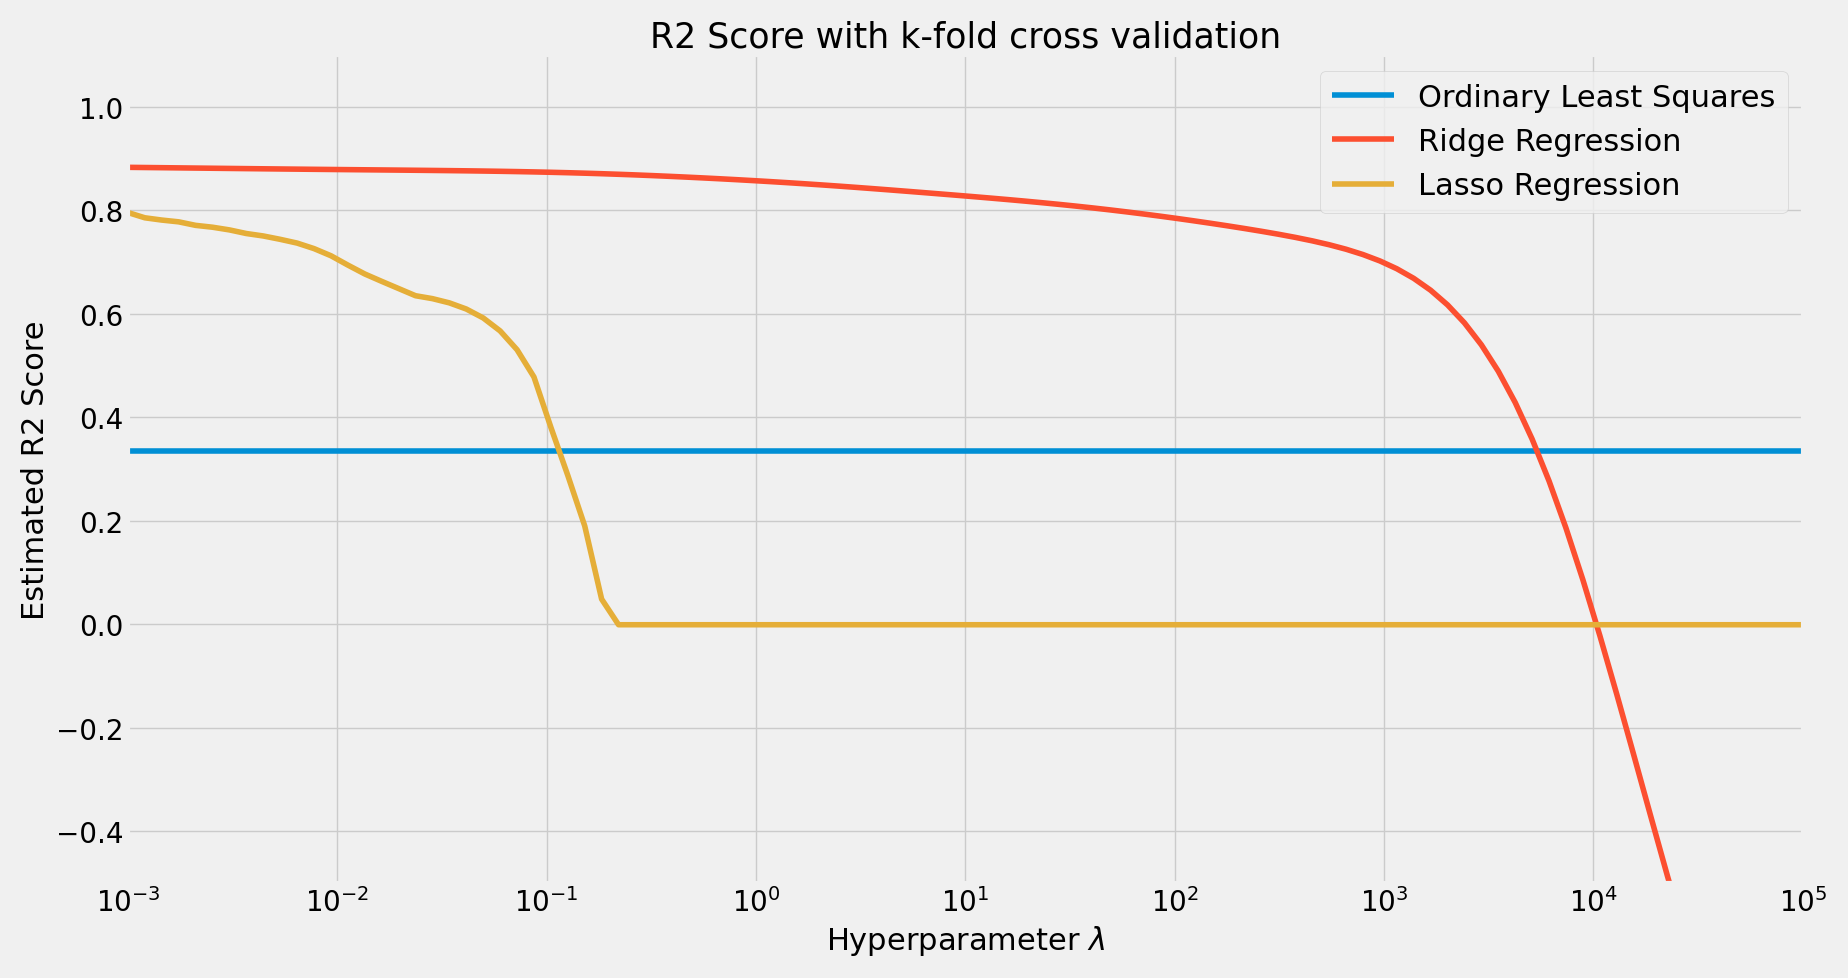 R2 Score with k-fold cross validation
Ordinary Least Squares
Ridge Regression
Lasso Regression
Estimated R2 Score
1.0
0.8
0.6
0.4
0.2
0.0
−0.2
−0.4
10⁻³ 10⁻² 10⁻¹ 10⁰ 10¹ 10² 10³ 10⁴ 10⁵
Hyperparameter λ